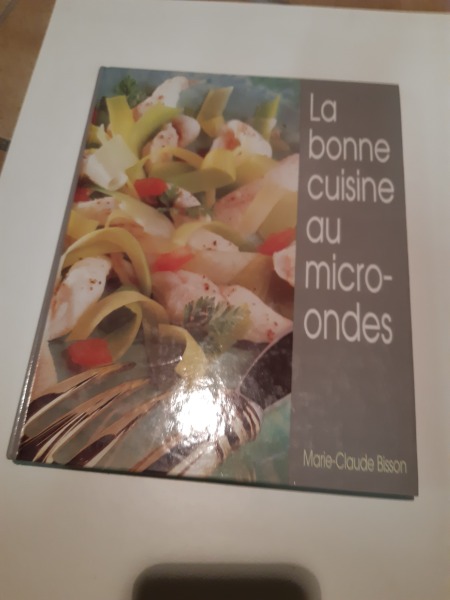 La
bonne
cuisine
au
micro-
ondes
Marie-Claude Bisson